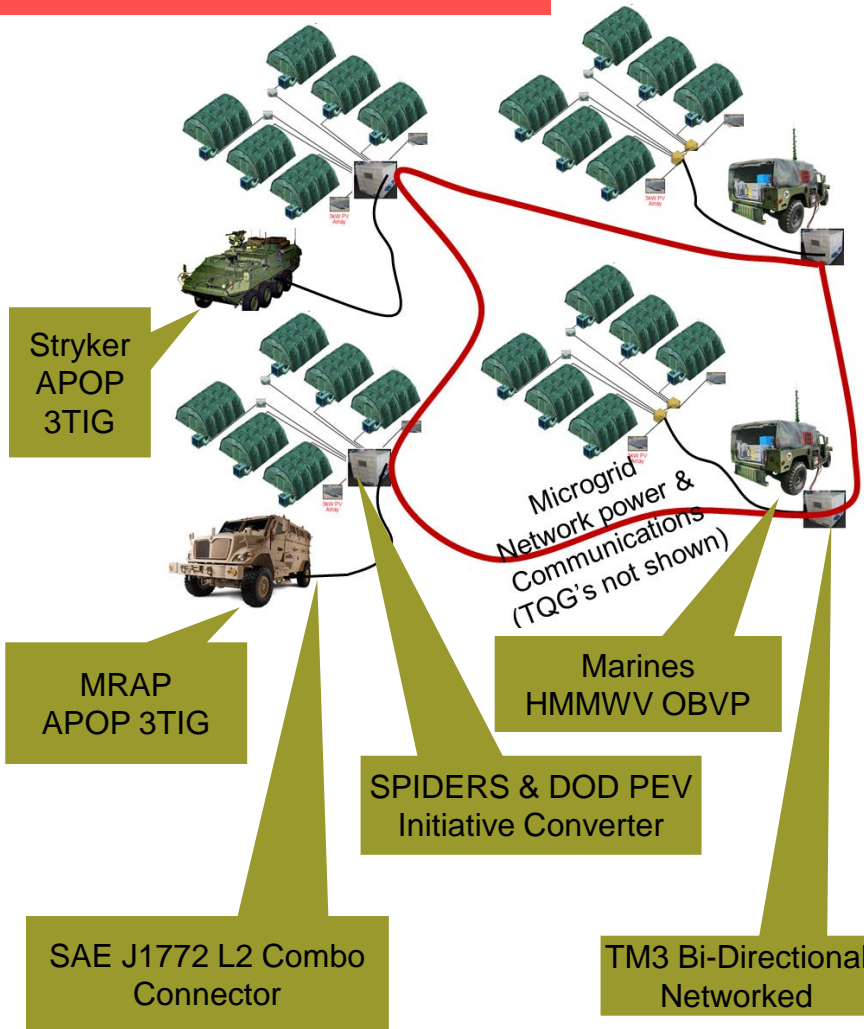 3kW PV
Array
3kW PV
Array
Stryker
APOP
3TIG
3kW PV
Array
3kW PV
Array
Microgrid
Network power &
Communications
(TQG's not shown)
MRAP
APOP 3TIG
Marines
HMMWV OBVP
SPIDERS & DOD PEV
Initiative Converter
SAE J1772 L2 Combo
Connector
TM3 Bi-Directional
Networked